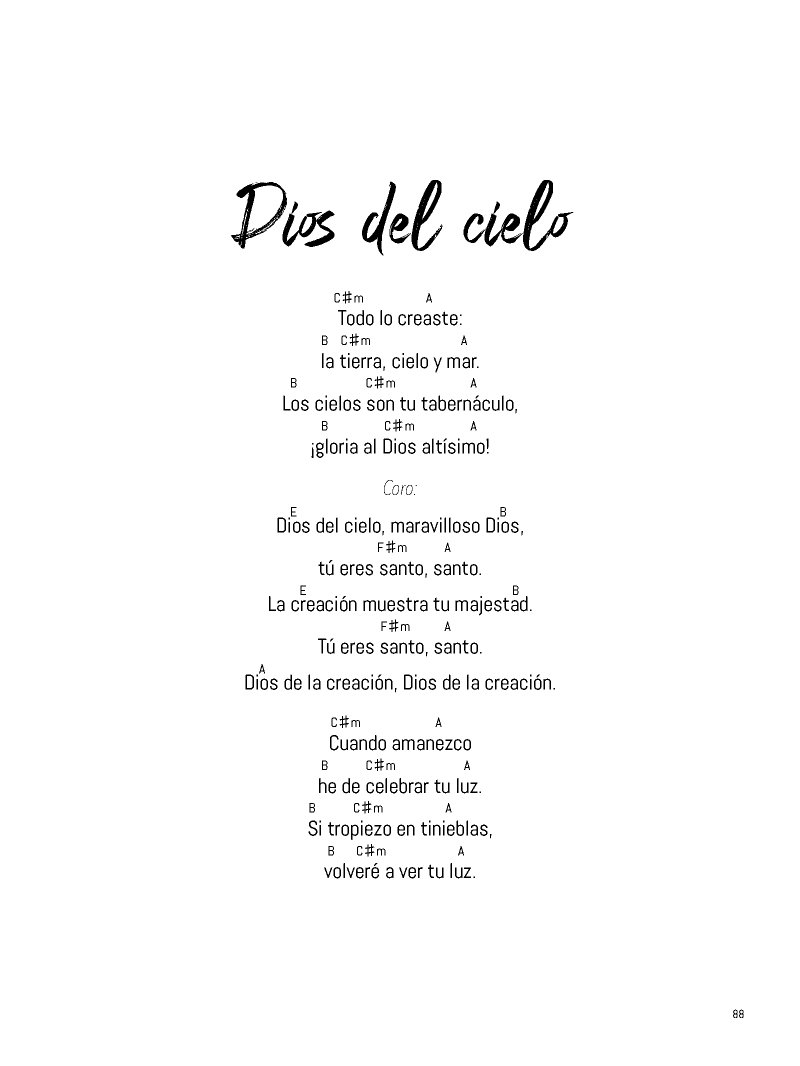 Dios del cielo
C♯m A
Todo lo creaste:
B C♯m A
la tierra, cielo y mar.
B C♯m A
Los cielos son tu tabernáculo,
B C♯m A
¡gloria al Dios altísimo!
Coro:
E B
Dios del cielo, maravilloso Dios,
F♯m A
tú eres santo, santo.
E B
La creación muestra tu majestad.
F♯m A
Tú eres santo, santo.
A
Dios de la creación, Dios de la creación.
C♯m A
Cuando amanezco
B C♯m A
he de celebrar tu luz.
B C♯m A
Si tropiezo en tinieblas,
B C♯m A
volveré a ver tu luz.
88